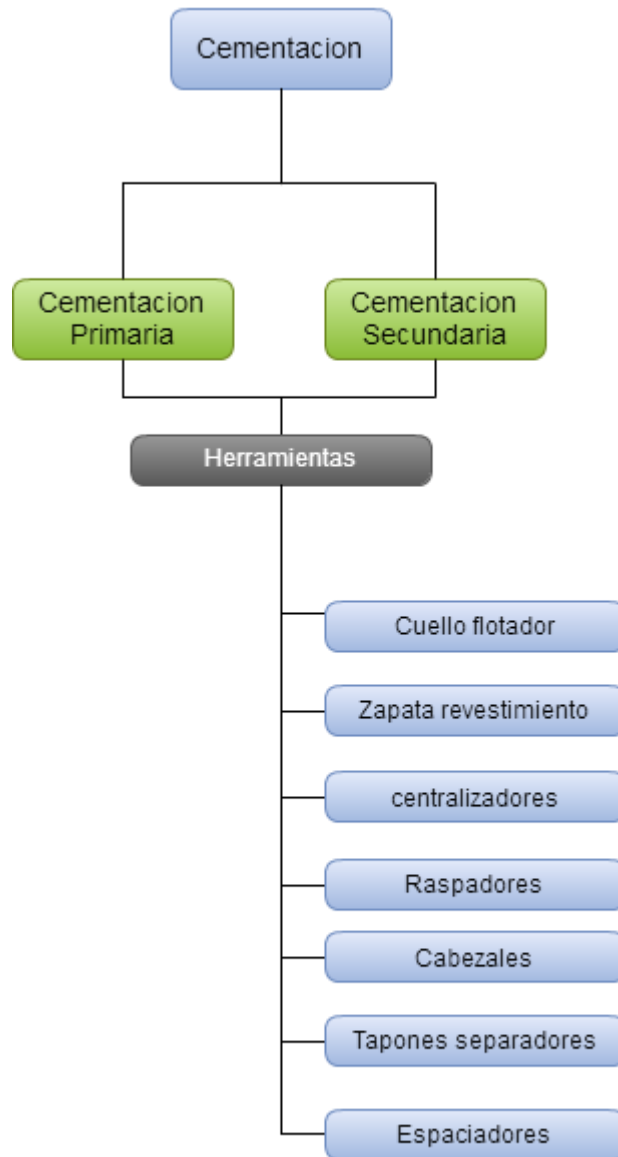 Cementacion
Cementacion
Primaria
Cementacion
Secundaria
Herramientas
Cuello flotador
Zapata revestimiento
centralizadores
Raspadores
Cabezales
Tapones separadores
Espaciadores